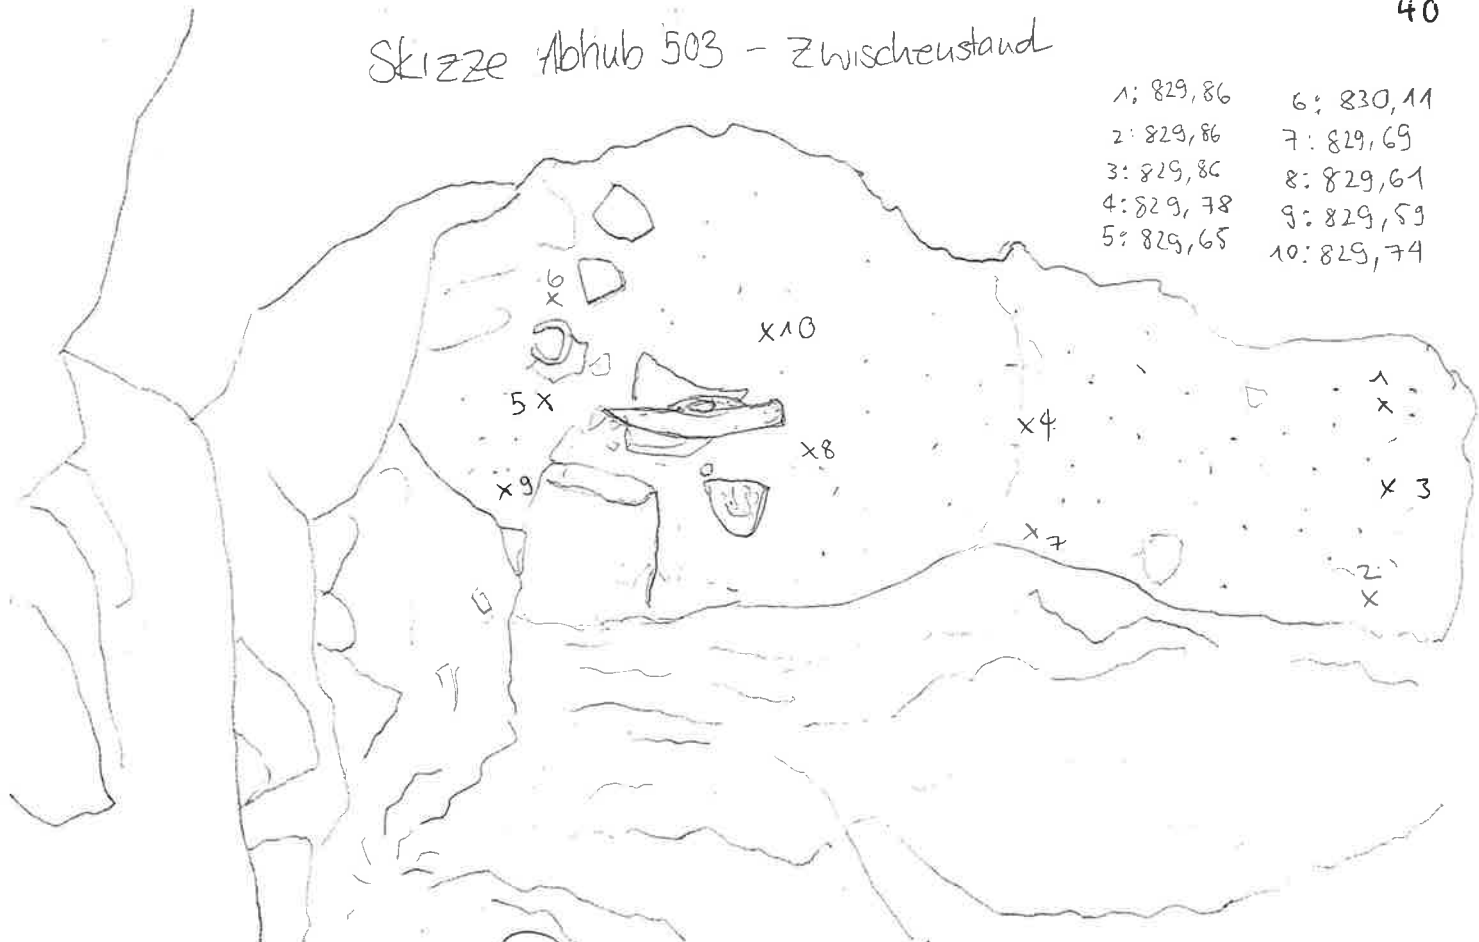 40
Skizze Abhub 503 - Zwischenstand
1: 829,86
2: 829,86
3: 829,86
4: 829,78
5: 829,65
6: 830,11
7: 829,69
8: 829,61
9: 829,59
10: 829,74
x6
x10
5x
x9
x8
x4
1
x
x 3
x7
2
x